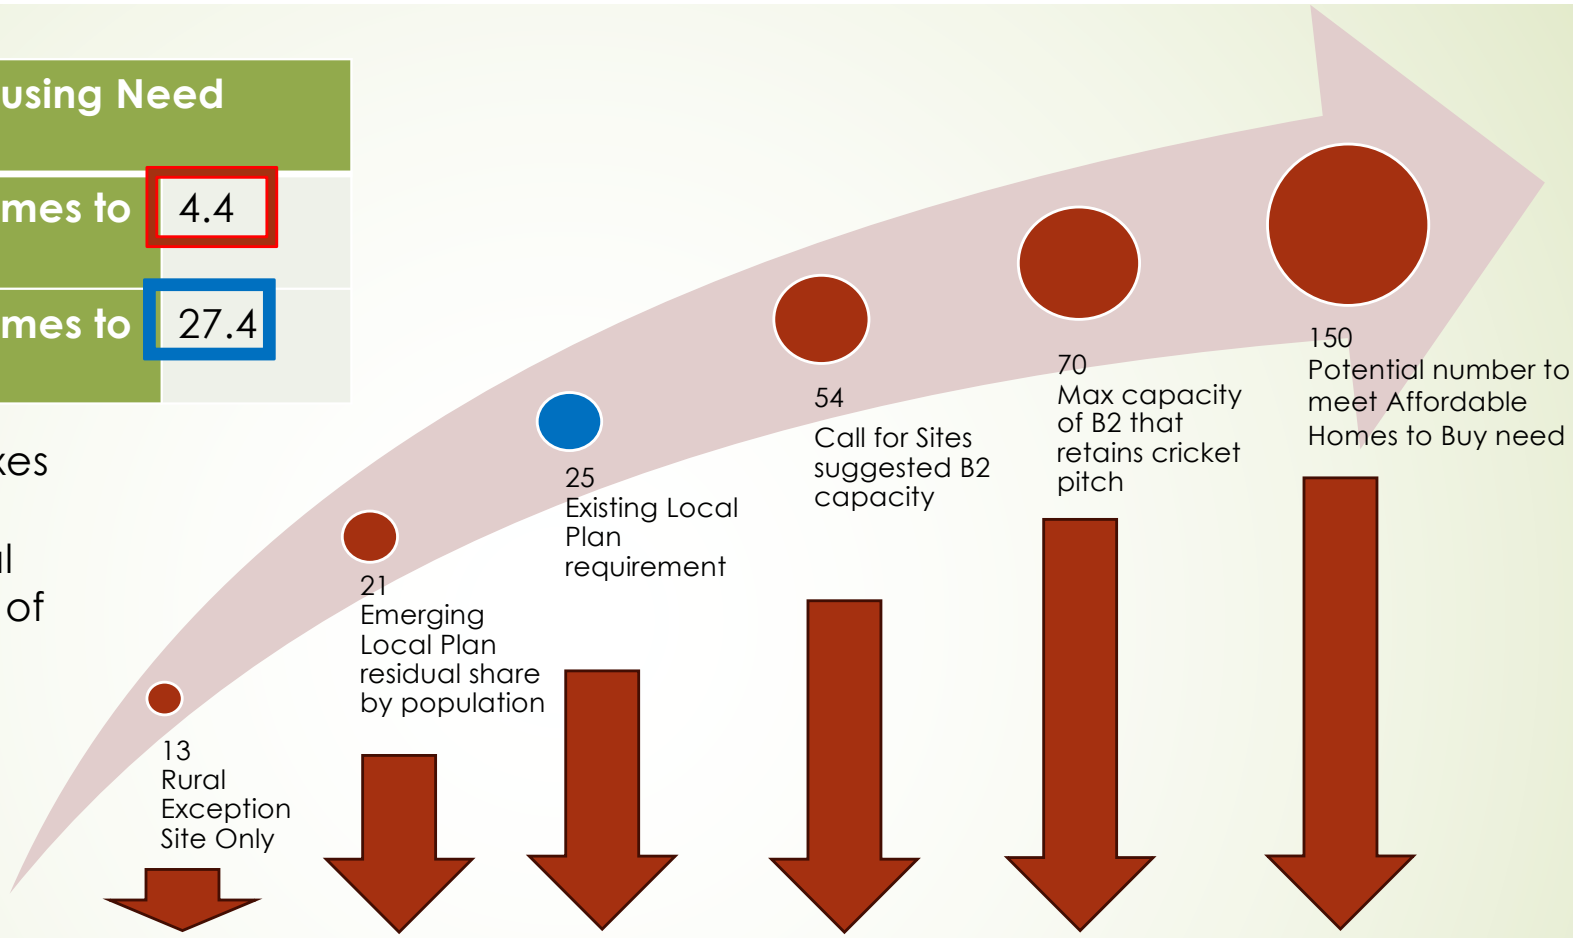 using Need
mes to
4.4
mes to
27.4
xes
al
of
13
Rural
Exception
Site Only
21
Emerging
Local Plan
residual share
by population
25
Existing Local
Plan
requirement
54
Call for Sites
suggested B2
capacity
70
Max capacity
of B2 that
retains cricket
pitch
150
Potential number to
meet Affordable
Homes to Buy need